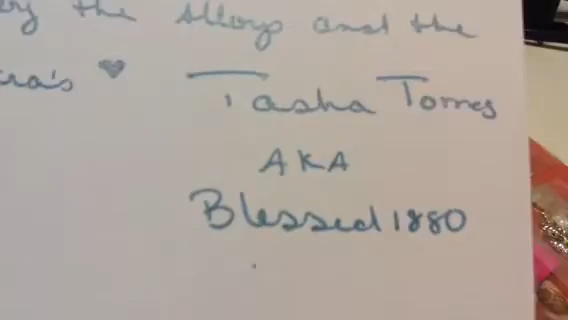 the alloys and the
Tasha Torres
AKA
Blessed1880